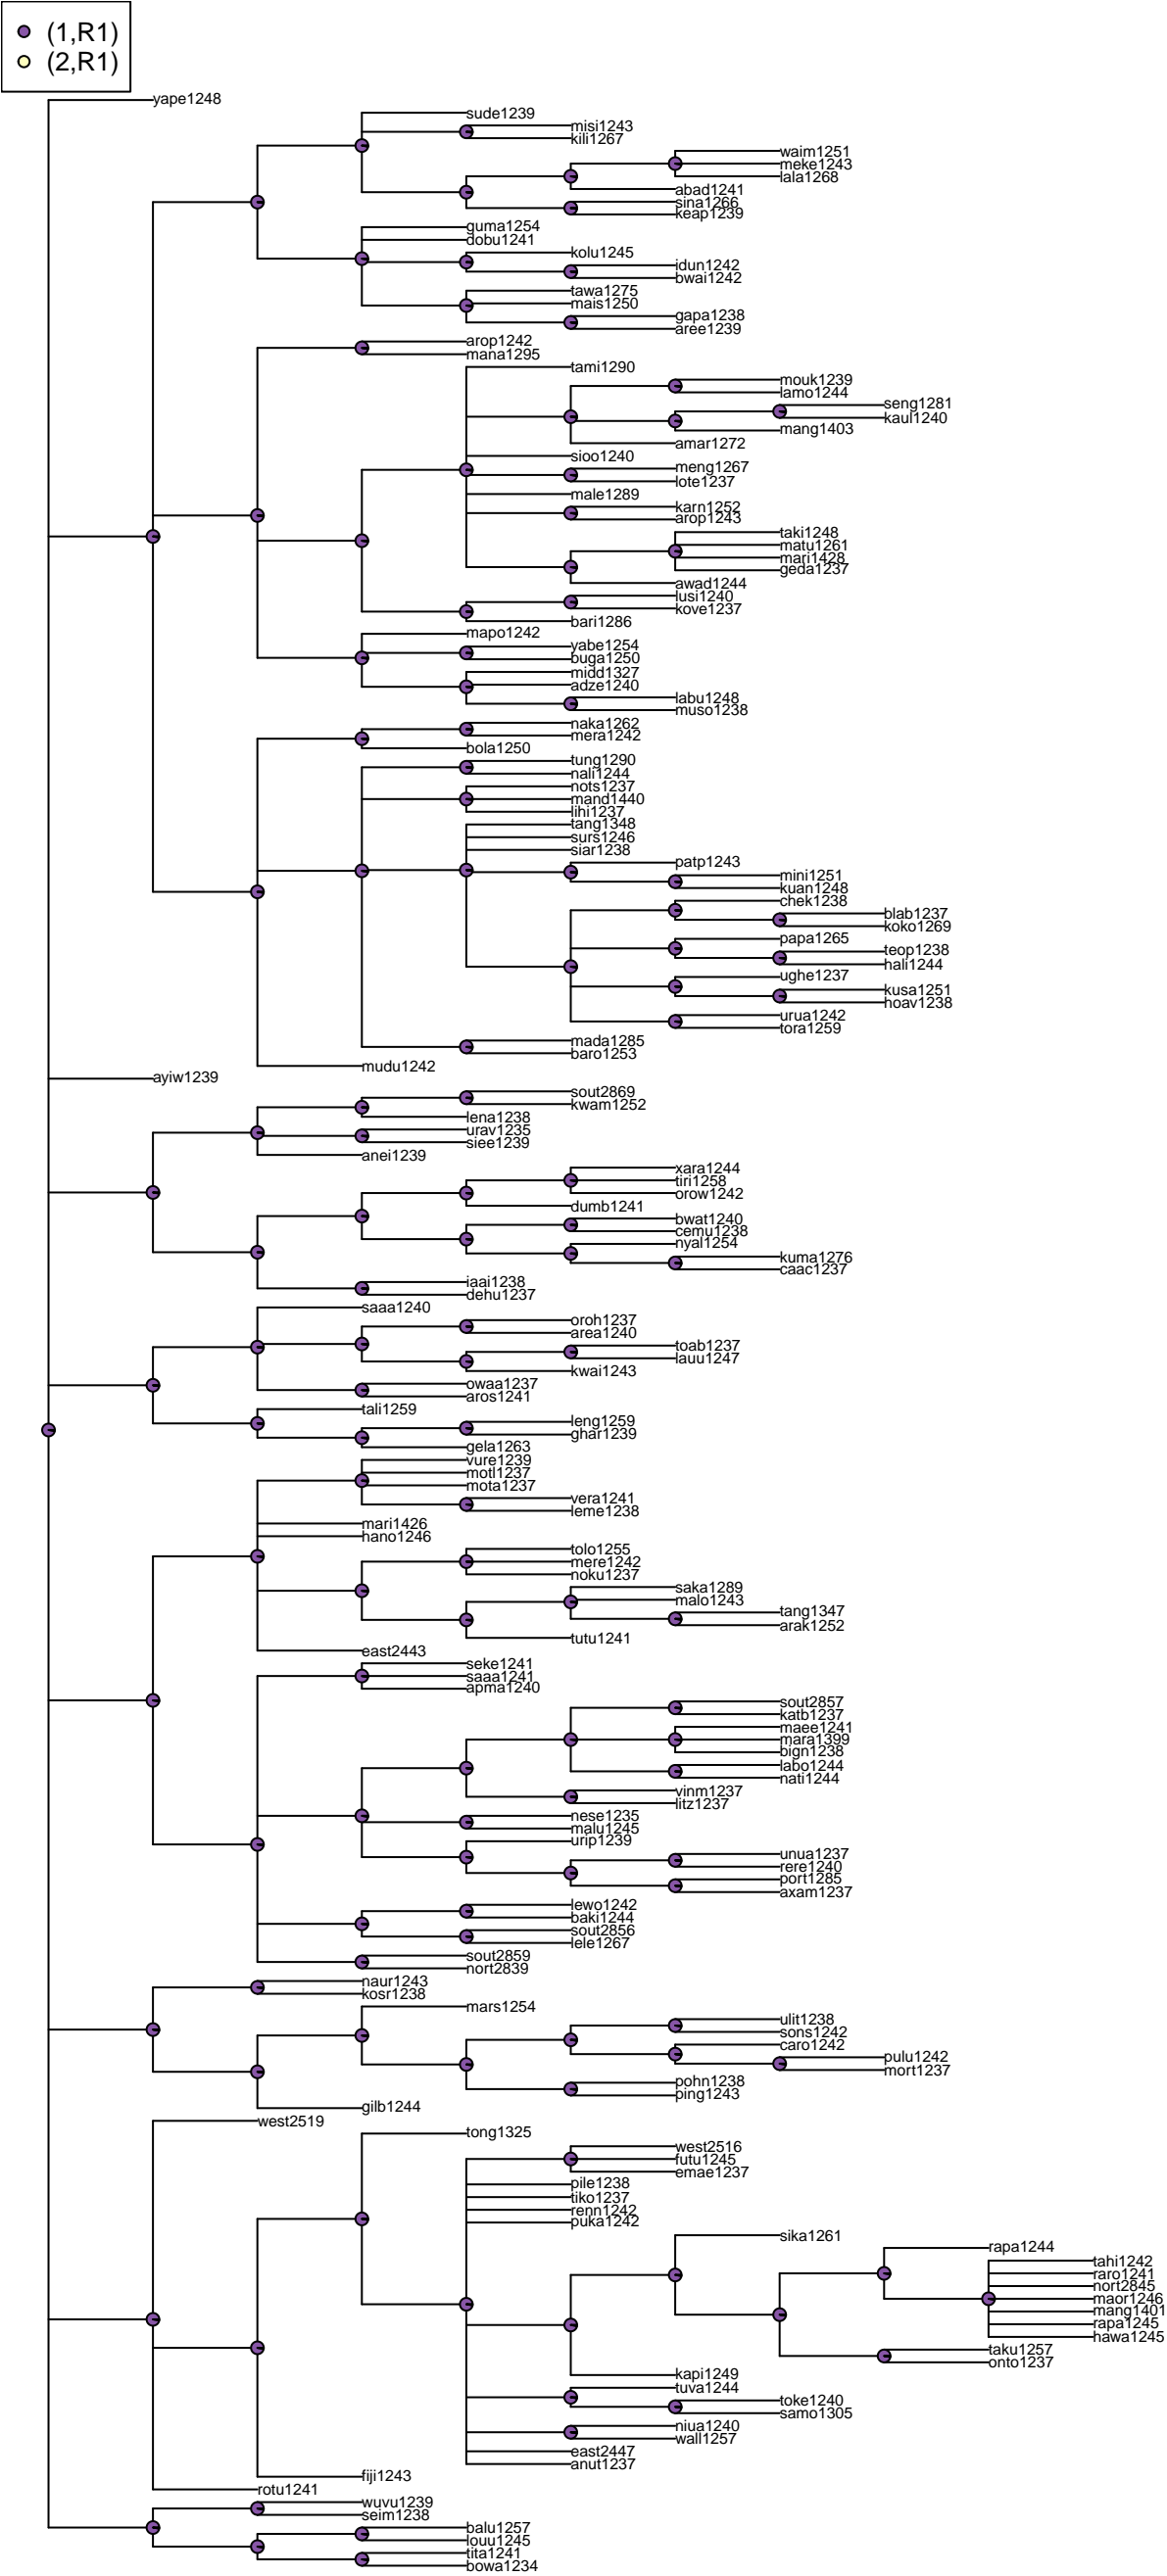 (1,R1)
(2,R1)
yape1248
sude1239
misi1243
kili1267
waim1251
meke1243
lala1268
abad1241
sina1266
keap1239
guma1254
dobu1241
kolu1245
idun1242
bwai1242
tawa1275
mais1250
gapa1238
aree1239
arop1242
mana1295
tami1290
mouk1239
lamo1244
seng1281
kaul1240
mang1403
amar1272
sioo1240
meng1267
lote1237
male1289
karn1252
arop1243
taki1248
matu1261
mari1428
geda1237
awad1244
lusi1240
kove1237
bari1286
mapo1242
yabe1254
buga1250
midd1327
adze1240
labu1248
muso1238
naka1262
mera1242
bola1250
tung1290
nali1244
nots1237
mand1440
lihi1237
tang1348
surs1246
siar1238
patp1243
mini1251
kuan1248
chek1238
blab1237
koko1269
papa1265
teop1238
hali1244
ughe1237
kusa1251
hoav1238
urua1242
tora1259
mada1285
baro1253
mudu1242
ayiw1239
sout2869
kwam1252
lena1238
urav1235
siee1239
anei1239
xara1244
tiri1258
orow1242
dumb1241
bwat1240
cemu1238
nyal1254
kuma1276
caac1237
iaai1238
dehu1237
saaa1240
oroh1237
area1240
toab1237
lauu1247
kwai1243
owaa1237
aros1241
tali1259
leng1259
ghar1239
gela1263
vure1239
motl1237
mota1237
vera1241
leme1238
mari1426
hano1246
tolo1255
mere1242
noku1237
saka1289
malo1243
tang1347
arak1252
tutu1241
east2443
seke1241
saaa1241
apma1240
sout2857
katb1237
maee1241
mara1399
bign1238
labo1244
nati1244
vinm1237
litz1237
nese1235
malu1245
urip1239
unua1237
rere1240
port1285
axam1237
lewo1242
baki1244
sout2856
lele1267
sout2859
nort2839
naur1243
kosr1238
mars1254
ulit1238
sons1242
caro1242
pulu1242
mort1237
pohn1238
ping1243
gilb1244
west2519
tong1325
west2516
futu1245
emae1237
pile1238
tiko1237
renn1242
puka1242
sika1261
rapa1244
tahi1242
raro1241
nort2845
maor1246
mang1401
rapa1245
hawa1245
taku1257
onto1237
kapi1249
tuva1244
toke1240
samo1305
niua1240
wall1257
east2447
anut1237
fiji1243
rotu1241
wuvu1239
seim1238
balu1257
louu1245
tita1241
bowa1234